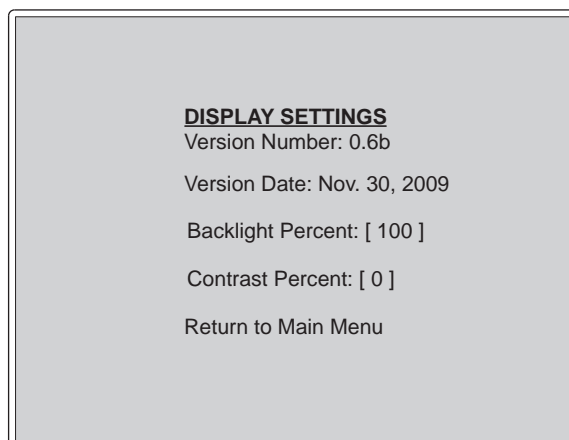 DISPLAY SETTINGS
Version Number: 0.6b
Version Date: Nov. 30, 2009
Backlight Percent: [ 100 ]
Contrast Percent: [ 0 ]
Return to Main Menu